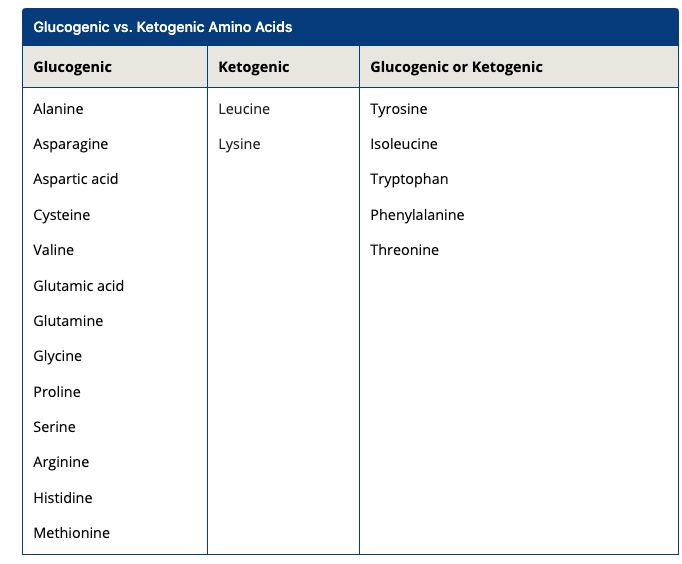 Glucogenic vs. Ketogenic Amino Acids
Glucogenic Ketogenic Glucogenic or Ketogenic
Alanine Leucine Tyrosine
Asparagine Lysine Isoleucine
Aspartic acid Tryptophan
Cysteine Phenylalanine
Valine Threonine
Glutamic acid
Glutamine
Glycine
Proline
Serine
Arginine
Histidine
Methionine